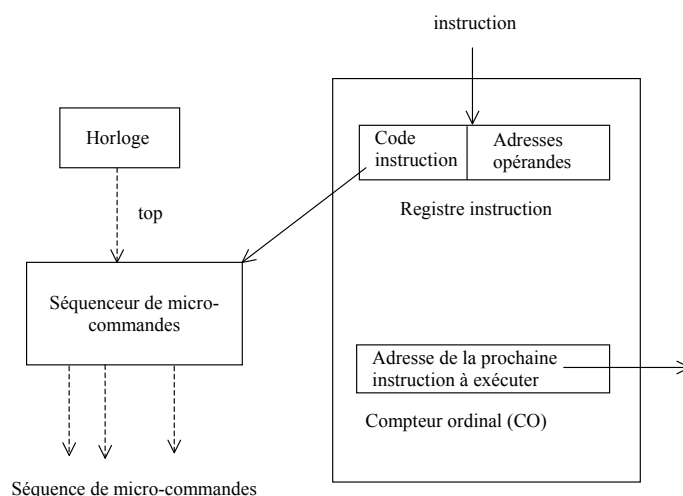 instruction
Horloge
Code
instruction
Adresses
opérandes
top
Registre instruction
Séquenceur de micro-
commandes
Adresse de la prochaine
instruction à exécuter
Compteur ordinal (CO)
Séquence de micro-commandes